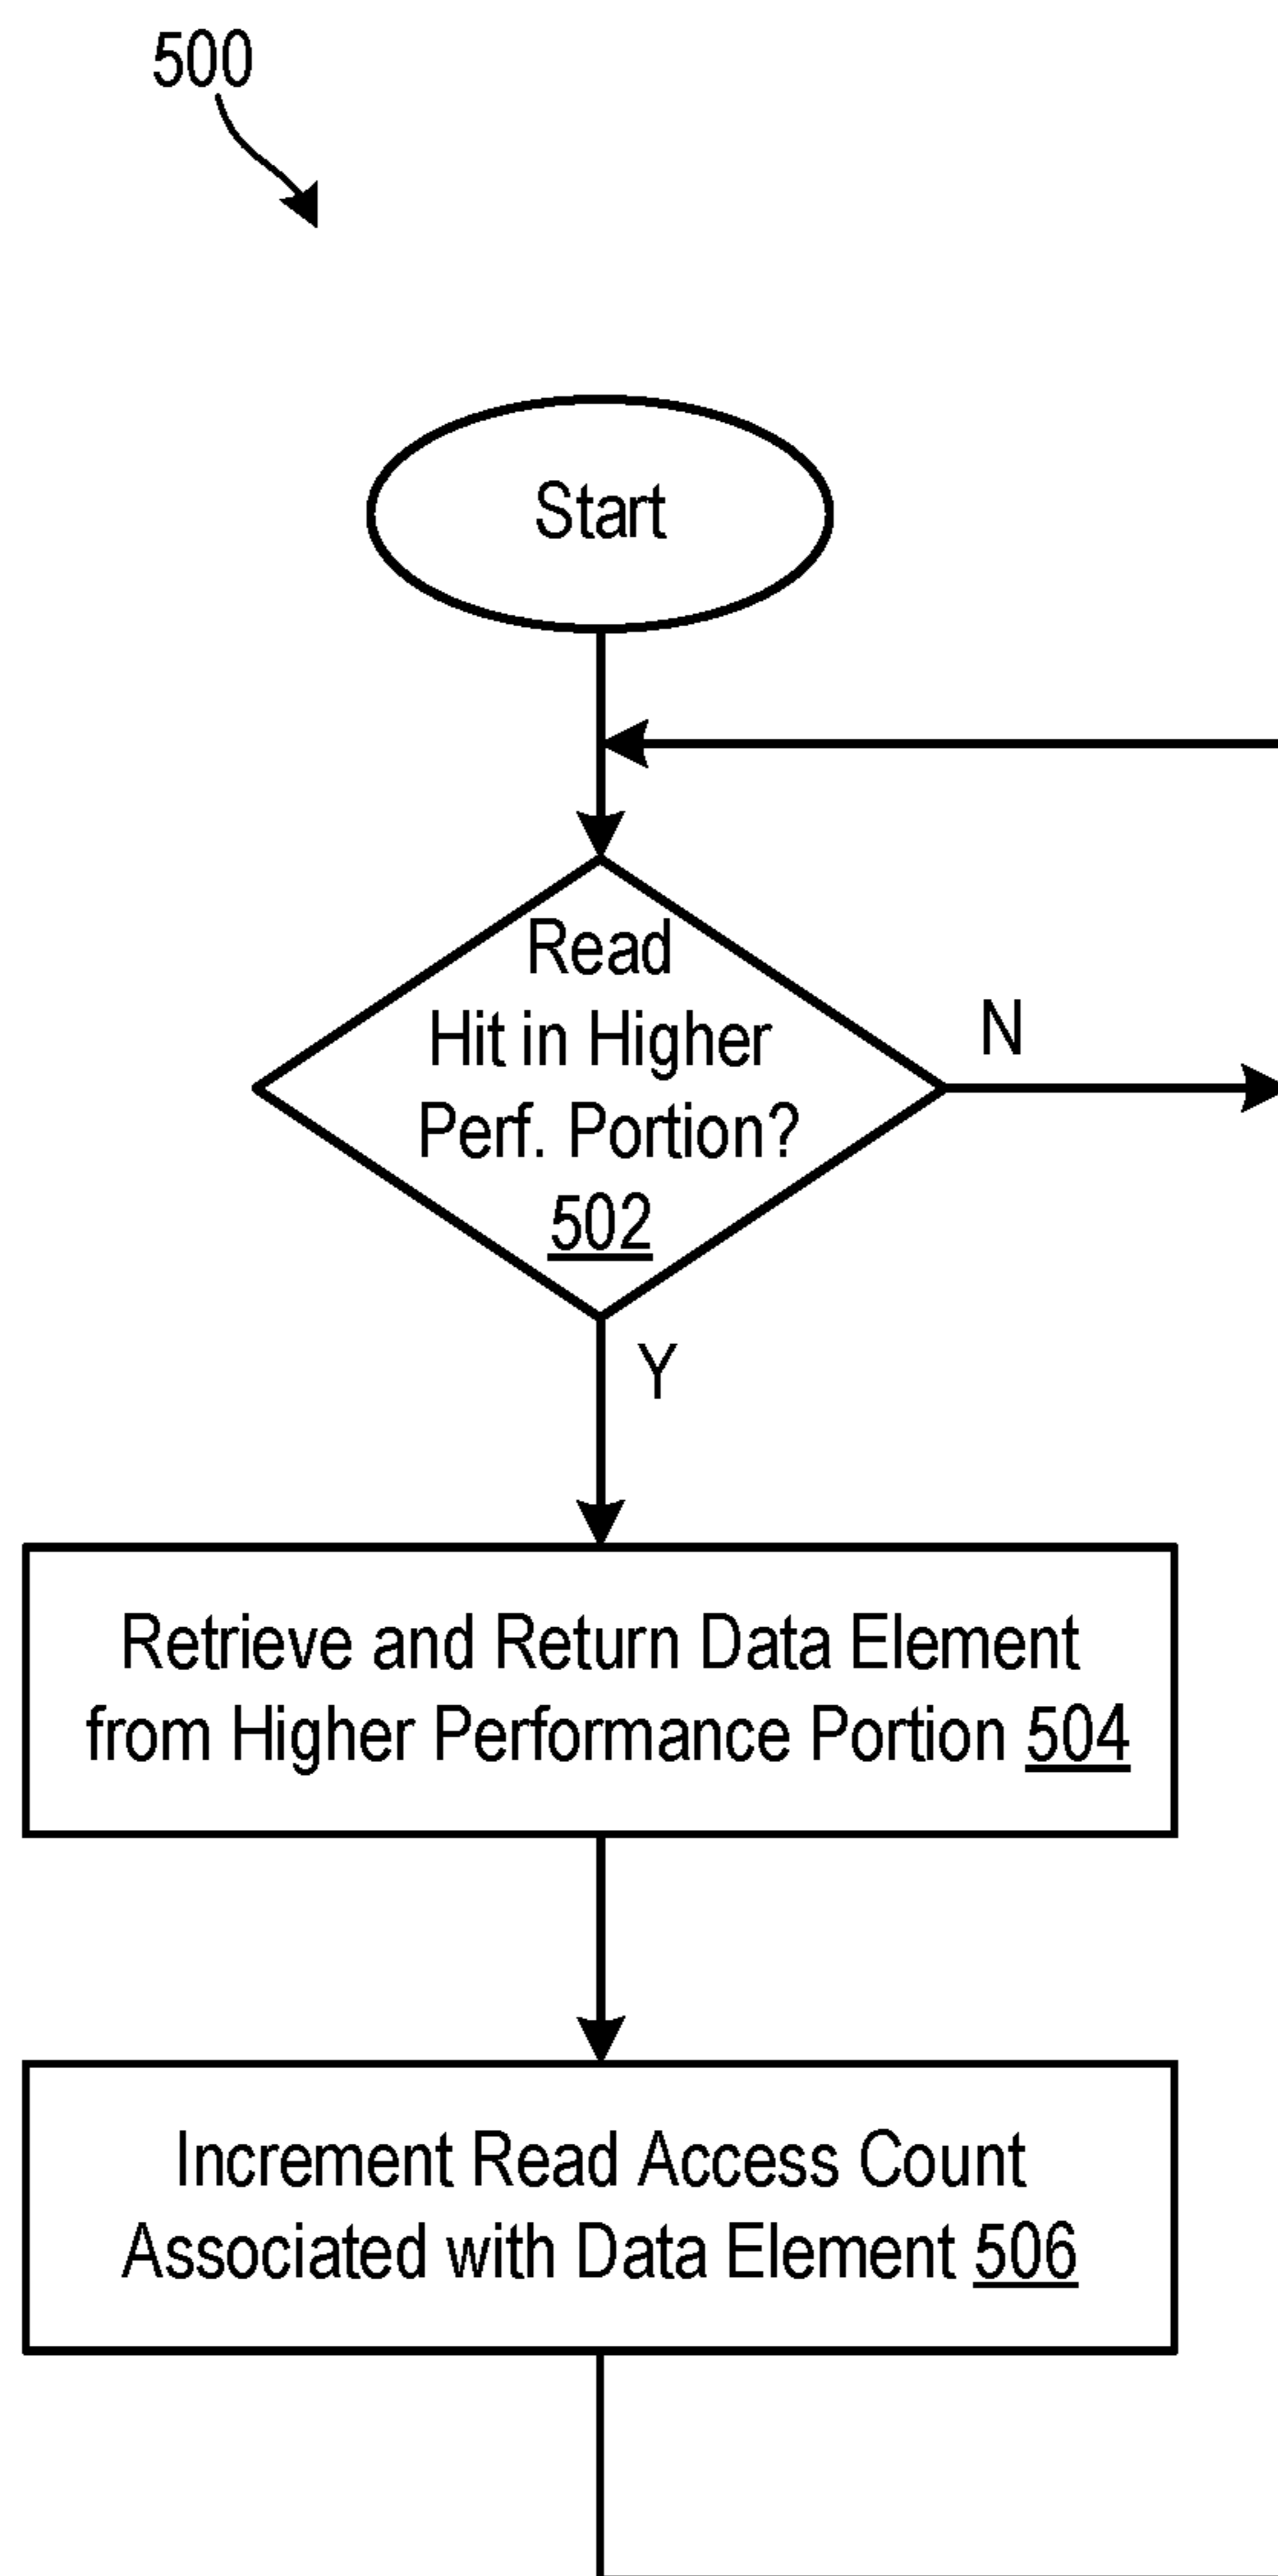 500
Start
Read
Hit in Higher
Perf. Portion?
502
N
Y
Retrieve and Return Data Element
from Higher Performance Portion 504
Increment Read Access Count
Associated with Data Element 506